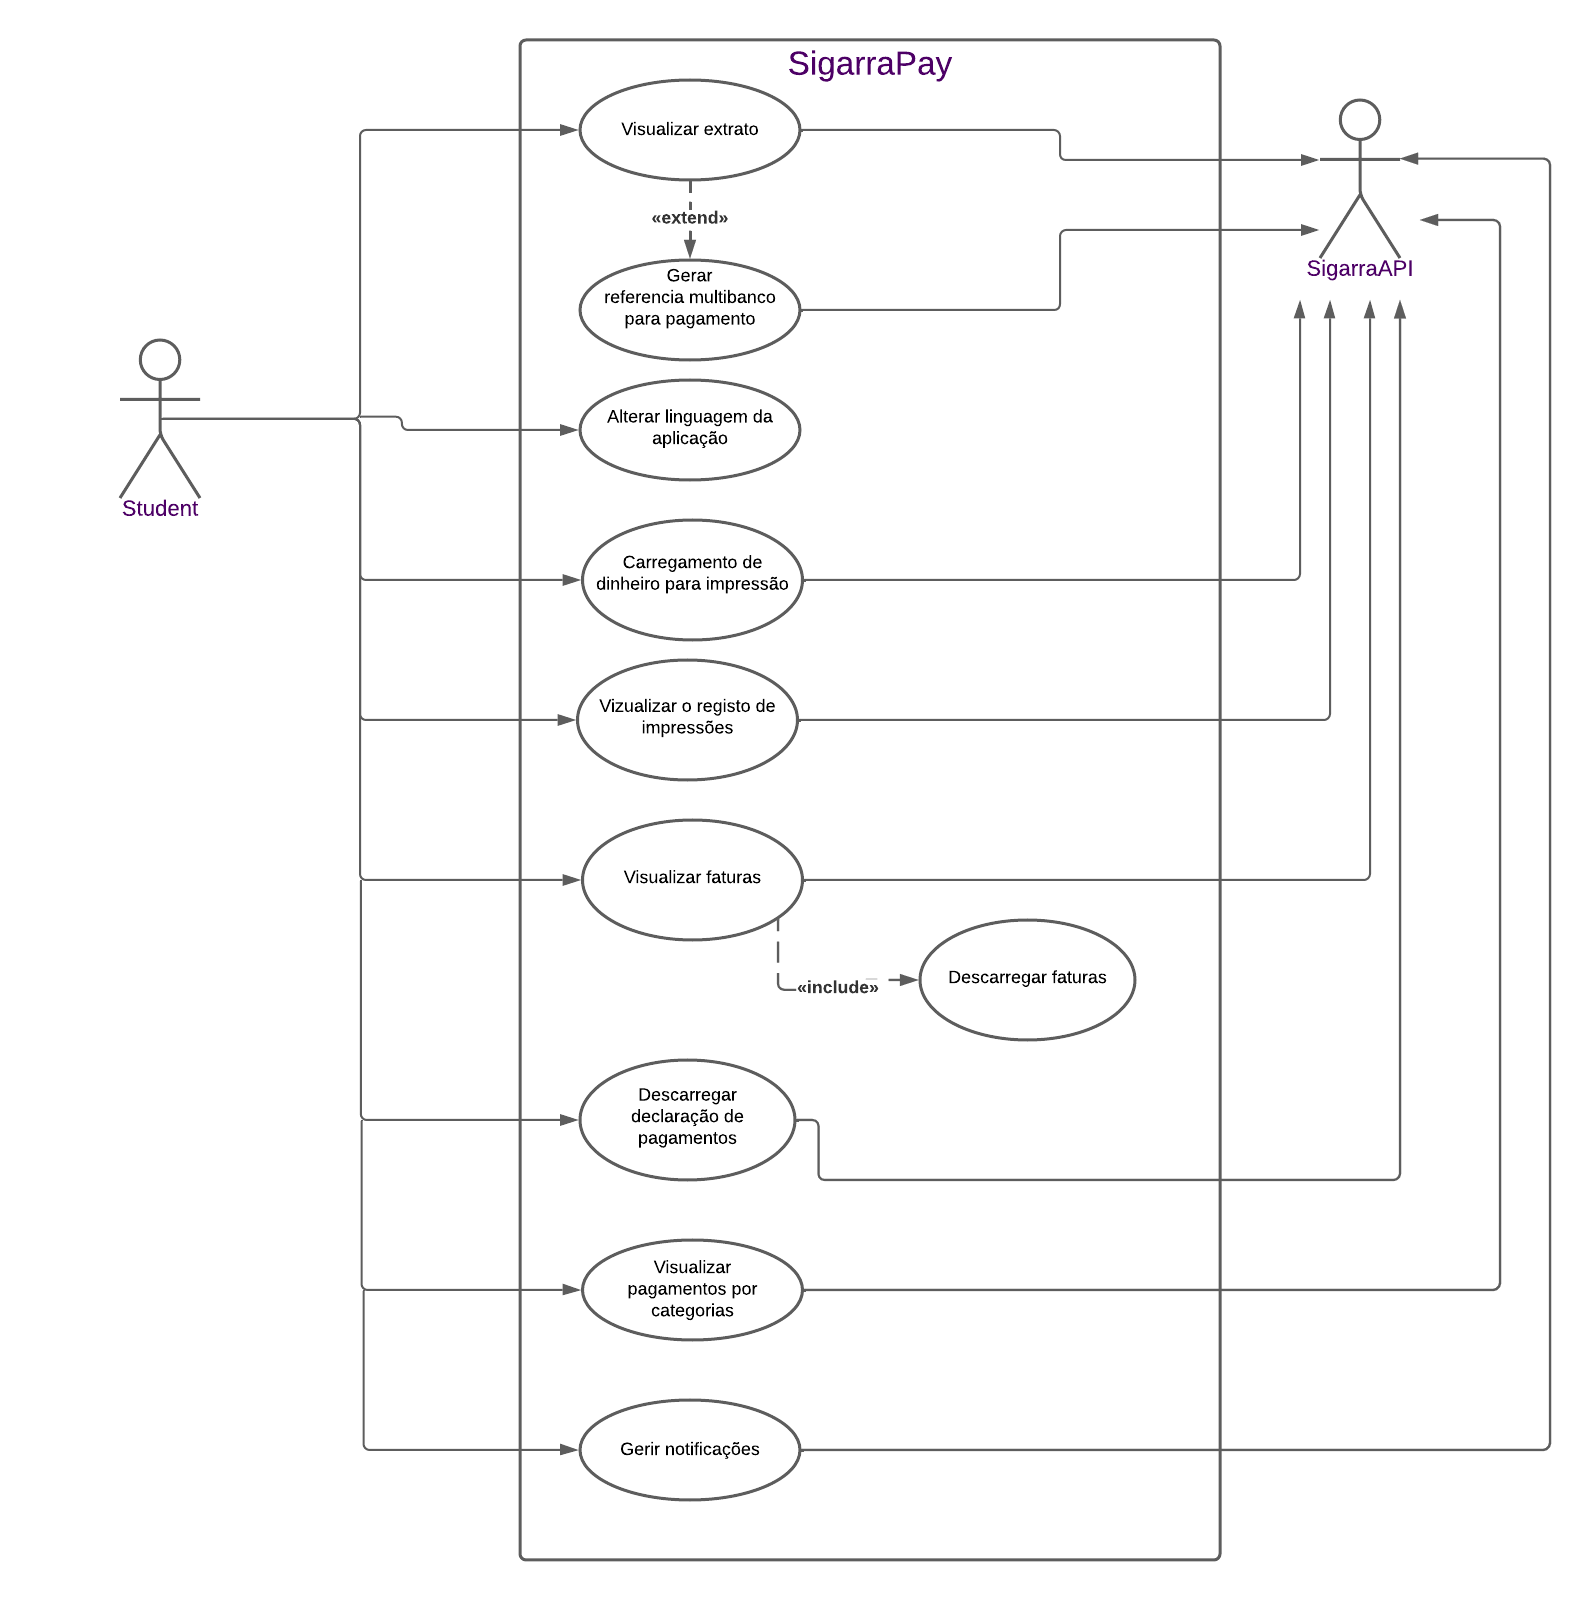 SigarraPay
Visualizar extrato
«extend»
Gerar
referencia multibanco
para pagamento
SigarraAPI
Alterar linguagem da
aplicação
Student
Carregamento de
dinheiro para impressão
Vizualizar o registo de
impressões
Visualizar faturas
«include»
Descarregar faturas
Descarregar
declaração de
pagamentos
Visualizar
pagamentos por
categorias
Gerir notificações